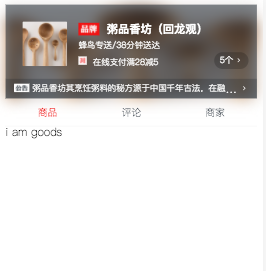 品牌 粥品香坊（回龙观）
蜂鸟专送/38分钟送达
减 在线支付满28减5 5个 >
公告 粥品香坊其烹饪粥料的秘方源于中国千年古法，在融... >
商品 评论 商家
i am goods